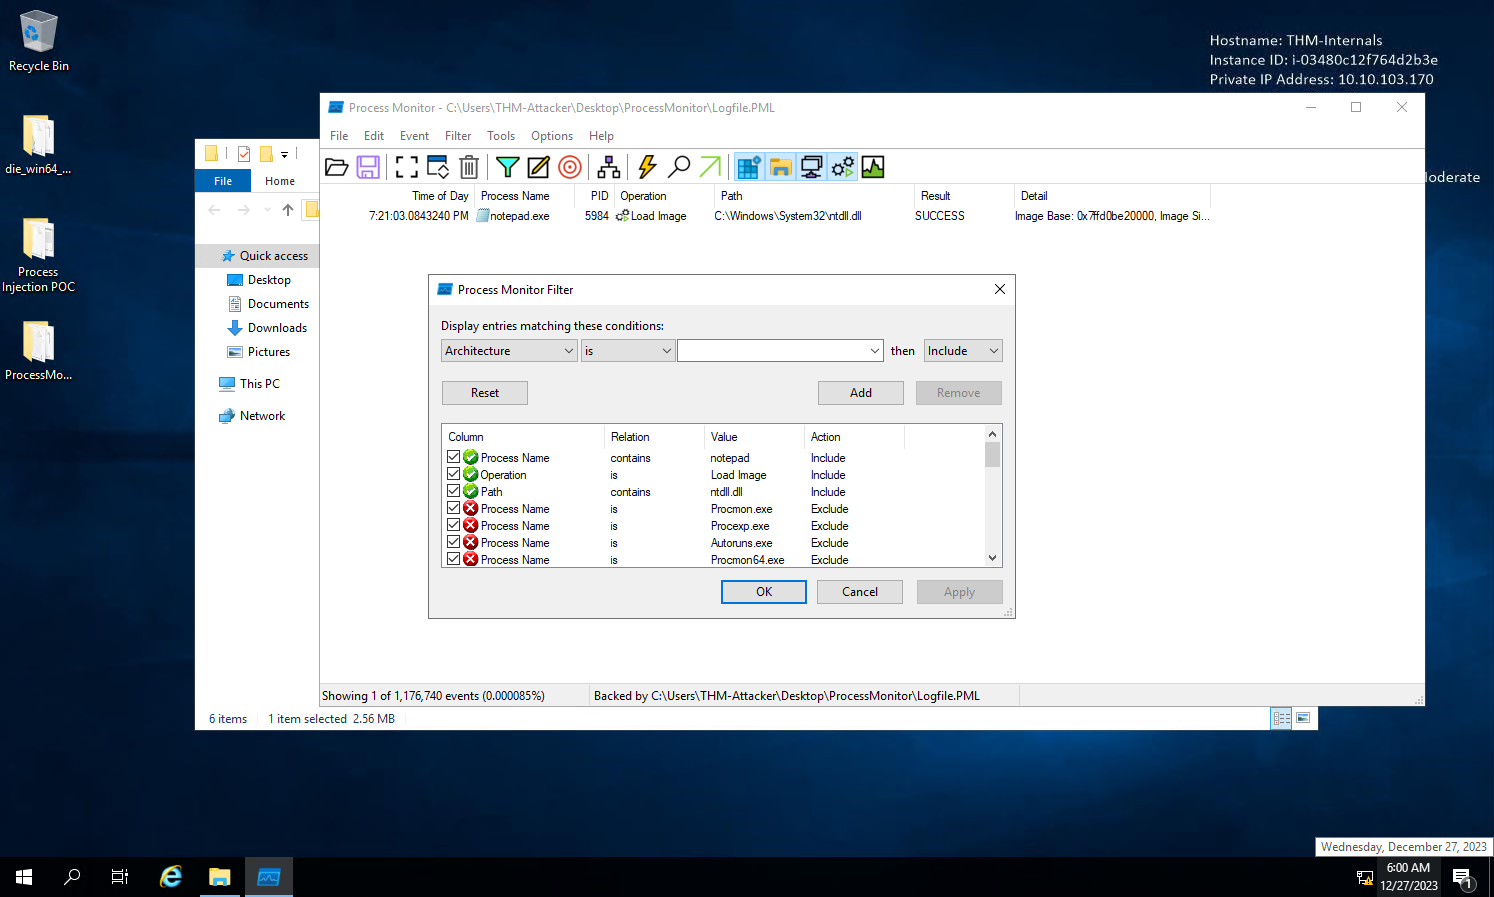 Recycle Bin
die_win64_...
Process
Injection POC
ProcessMo...
Hostname: THM-Internals
Instance ID: i-03480c12f764d2b3e
Private IP Address: 10.10.103.170
loderate
File
Home
Quick access
Desktop
Documents
Downloads
Pictures
This PC
Network
6 items 1 item selected 2.56 MB
Process Monitor - C:\Users\THM-Attacker\Desktop\ProcessMonitor\Logfile.PML
File Edit Event Filter Tools Options Help
Time of Day Process Name PID Operation Path Result Detail
7:21:03.0843240 PM notepad.exe 5984 Load Image C:\Windows\System32\ntdll.dll SUCCESS Image Base: 0x7ffd0be20000, Image Si...
Process Monitor Filter
Display entries matching these conditions:
Architecture is then Include
Reset Add Remove
Column Relation Value Action
Process Name contains notepad Include
Operation is Load Image Include
Path contains ntdll.dll Include
Process Name is Procmon.exe Exclude
Process Name is Procexp.exe Exclude
Process Name is Autoruns.exe Exclude
Process Name is Procmon64.exe Exclude
OK Cancel Apply
Showing 1 of 1,176,740 events (0.000085%) Backed by C:\Users\THM-Attacker\Desktop\ProcessMonitor\Logfile.PML
Wednesday, December 27, 2023
6:00 AM
12/27/2023
1